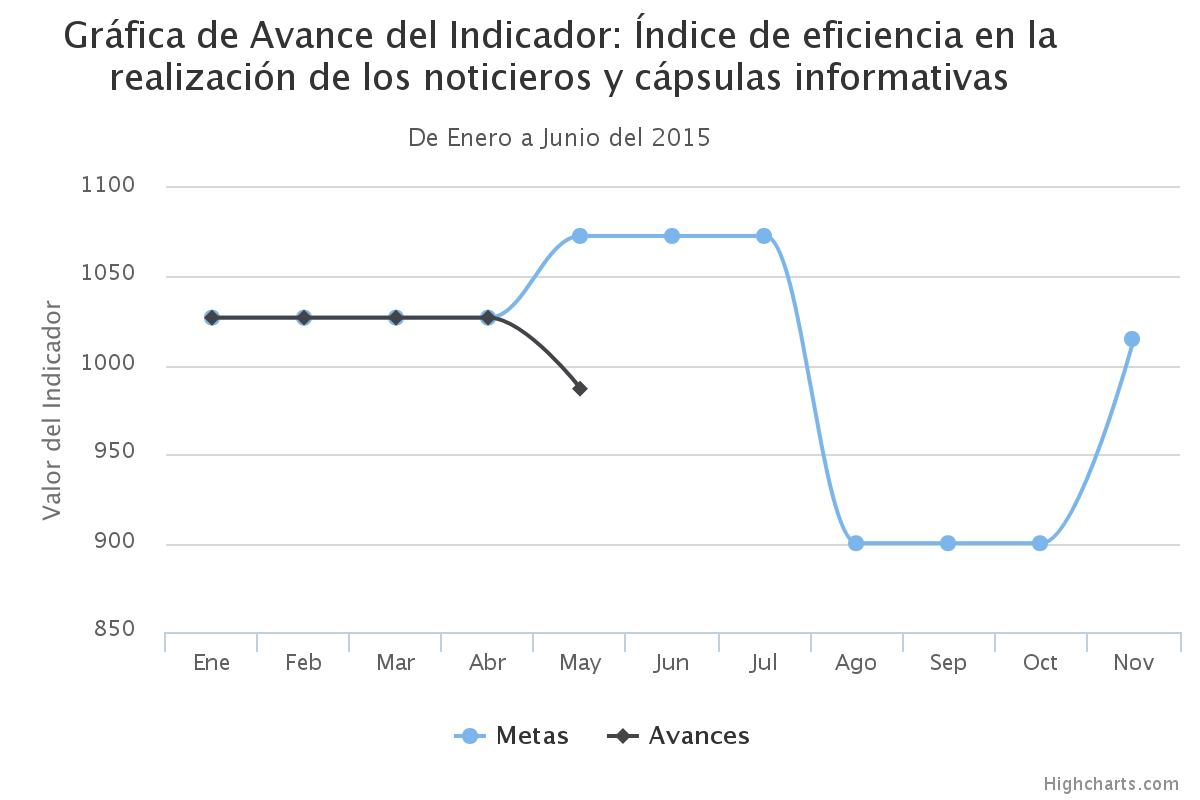 Gráfica de Avance del Indicador: Índice de eficiencia en la
realización de los noticieros y cápsulas informativas
De Enero a Junio del 2015
Valor del Indicador
1100
1050
1000
950
900
850
Ene Feb Mar Abr May Jun Jul Ago Sep Oct Nov
Metas Avances
Highcharts.com